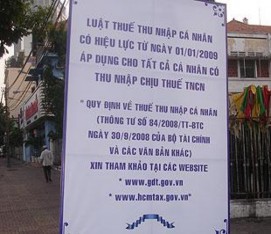 LUẬT THUẾ THU NHẬP CÁ NHÂN
CÓ HIỆU LỰC TỪ NGÀY 01/01/2009
ÁP DỤNG CHO TẤT CẢ CÁ NHÂN CÓ
THU NHẬP CHỊU THUẾ TNCN
* QUY ĐỊNH VỀ THUẾ THU NHẬP CÁ NHÂN
(THÔNG TƯ SỐ 84/2008/TT-BTC
NGÀY 30/9/2008 CỦA BỘ TÀI CHÍNH
VÀ CÁC VĂN BẢN KHÁC)
XIN THAM KHẢO TẠI CÁC WEBSITE
* www.gdt.gov.vn
* www.hcmtax.gov.vn*